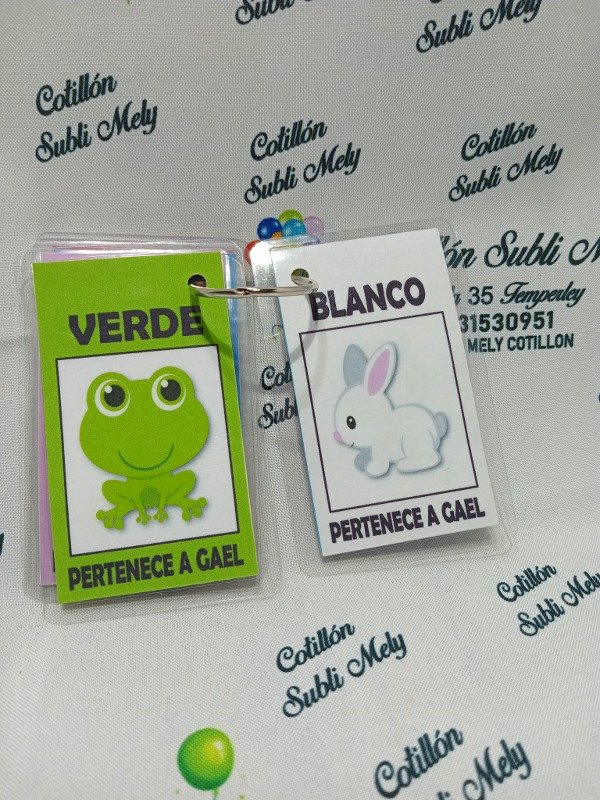 Cotillón
Subli Mely
Cotillón
Subli Mely
Cotillón
Subli Mely
Subli Mely
35 Temperley
31530951
MELY COTILLON
VERDE
PERTENECE A GAEL
BLANCO
PERTENECE A GAEL
Cotillón
Subli Mely
Cotillón
Subli Mely
Cotillón
Subli Mely